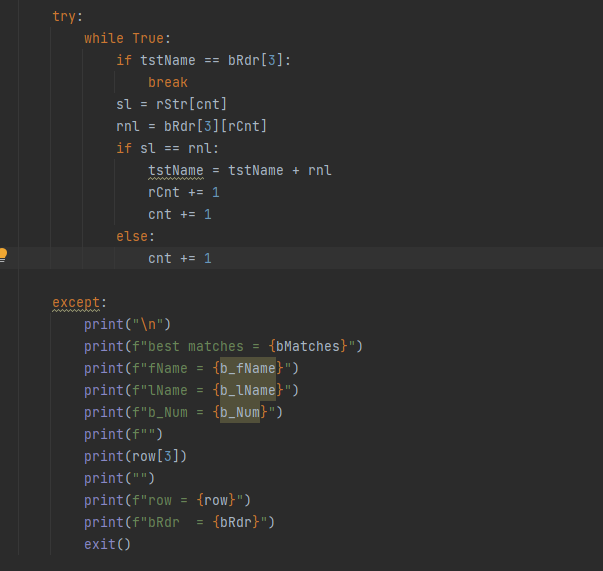 try:
while True:
if tstName == bRdr[3]:
break
sl = rStr[cnt]
rnl = bRdr[3][rCnt]
if sl == rnl:
tstName = tstName + rnl
rCnt += 1
cnt += 1
else:
cnt += 1
except:
print("\n")
print(f"best matches = {bMatches}")
print(f"fName = {b_fName}")
print(f"lName = {b_lName}")
print(f"b_Num = {b_Num}")
print(f"")
print(row[3])
print("")
print(f"row = {row}")
print(f"bRdr  = {bRdr}")
exit()